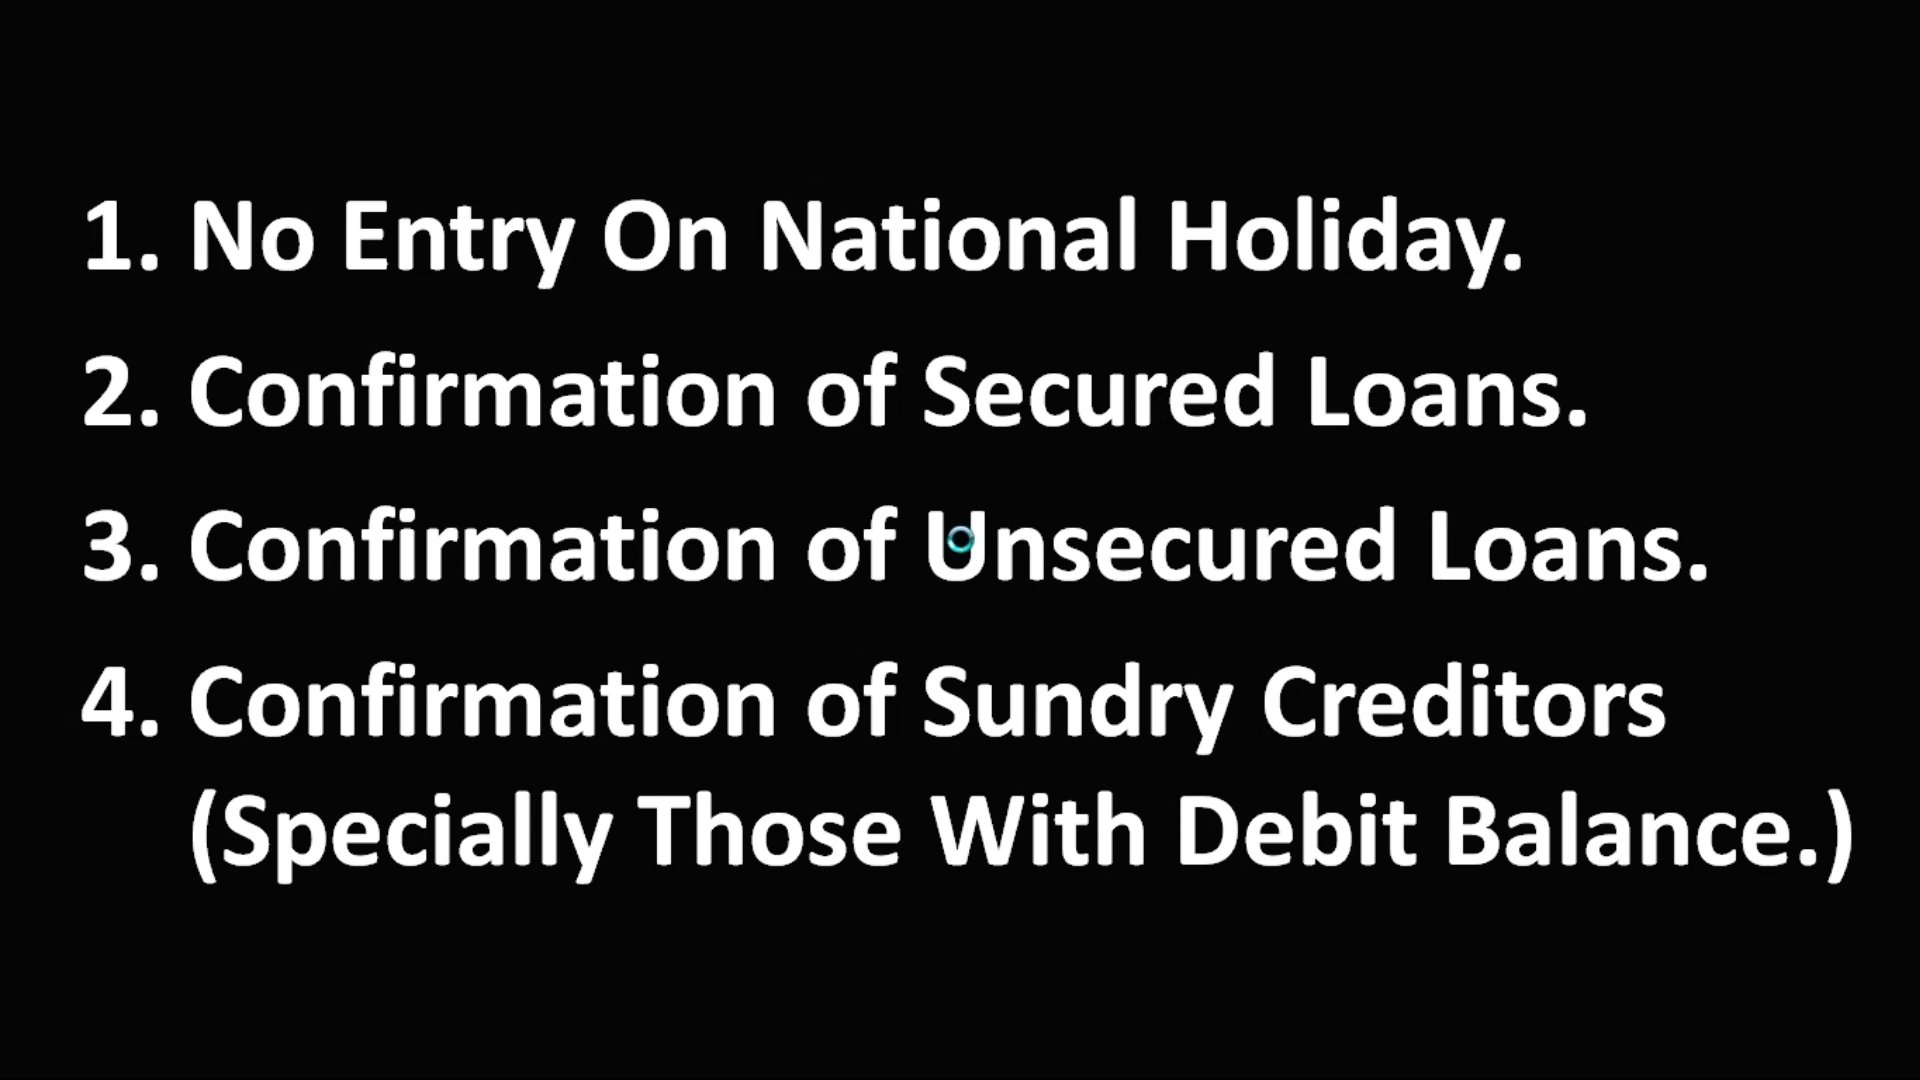 1. No Entry On National Holiday.
2. Confirmation of Secured Loans.
3. Confirmation of Unsecured Loans.
4. Confirmation of Sundry Creditors
(Specially Those With Debit Balance.)